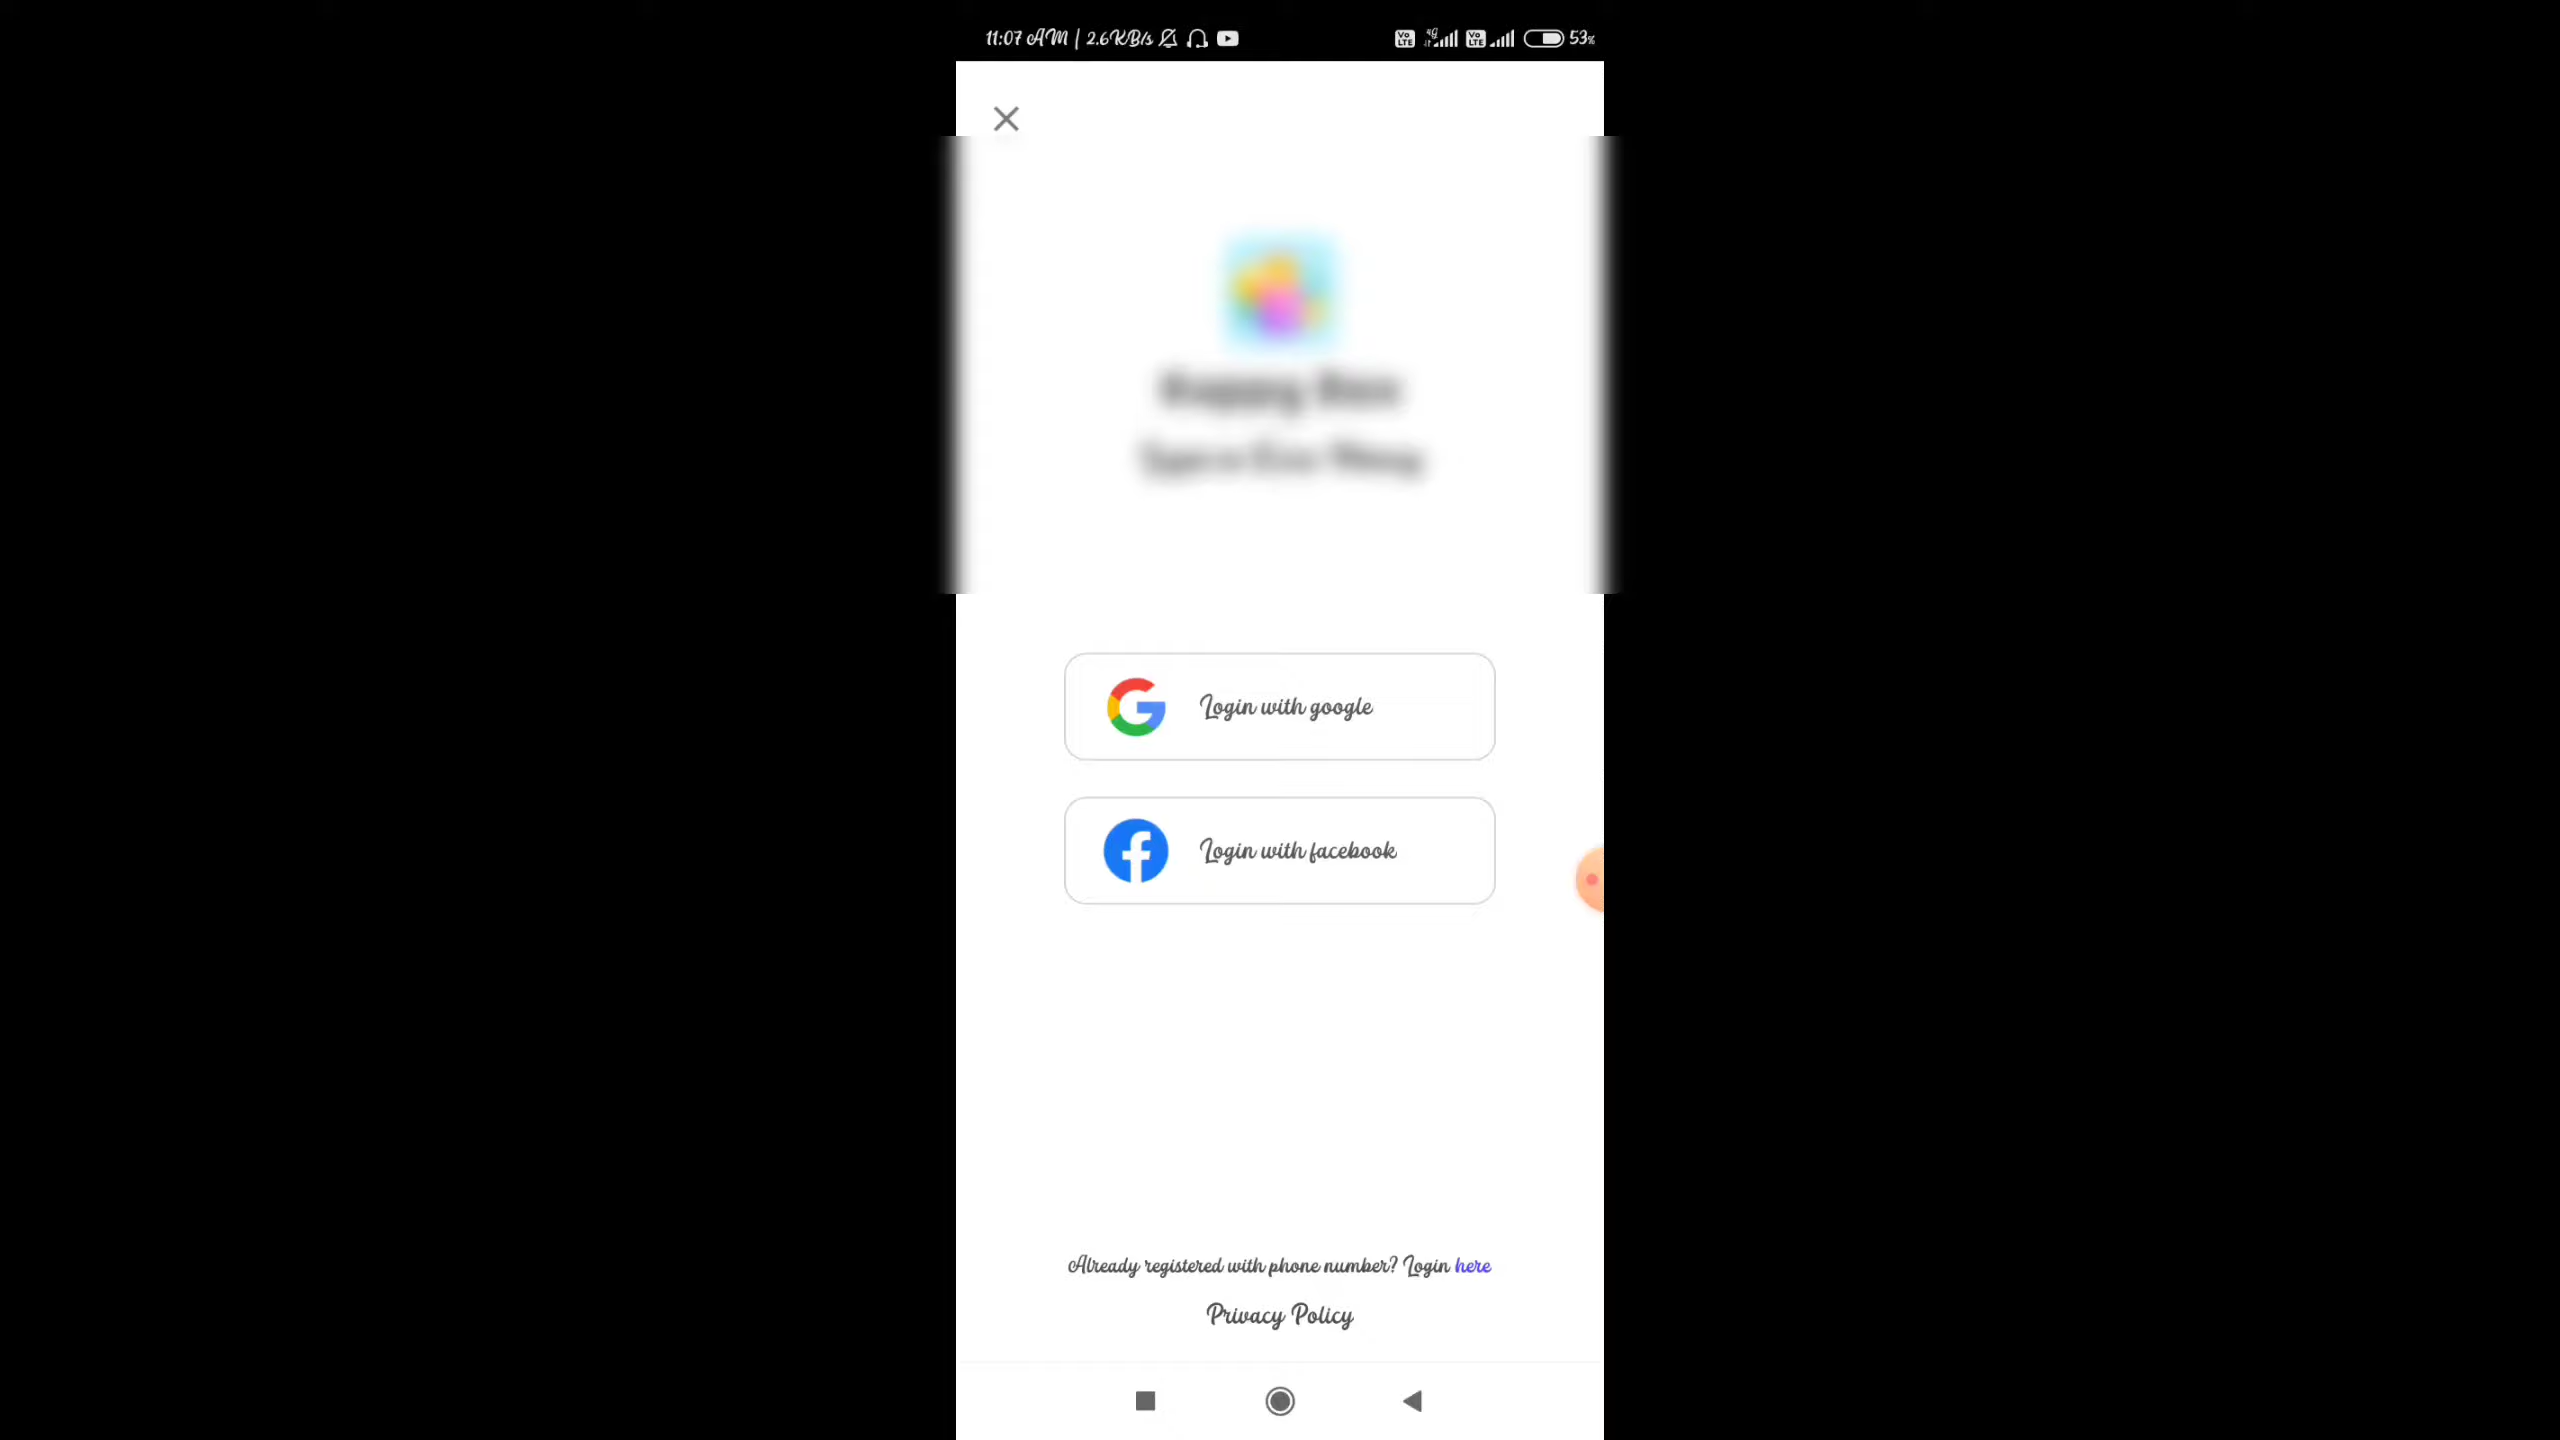 11:07 AM | 2.6KB/s
4G
53%
Login with google
Login with facebook
Already registered with phone number? Login here
Privacy Policy